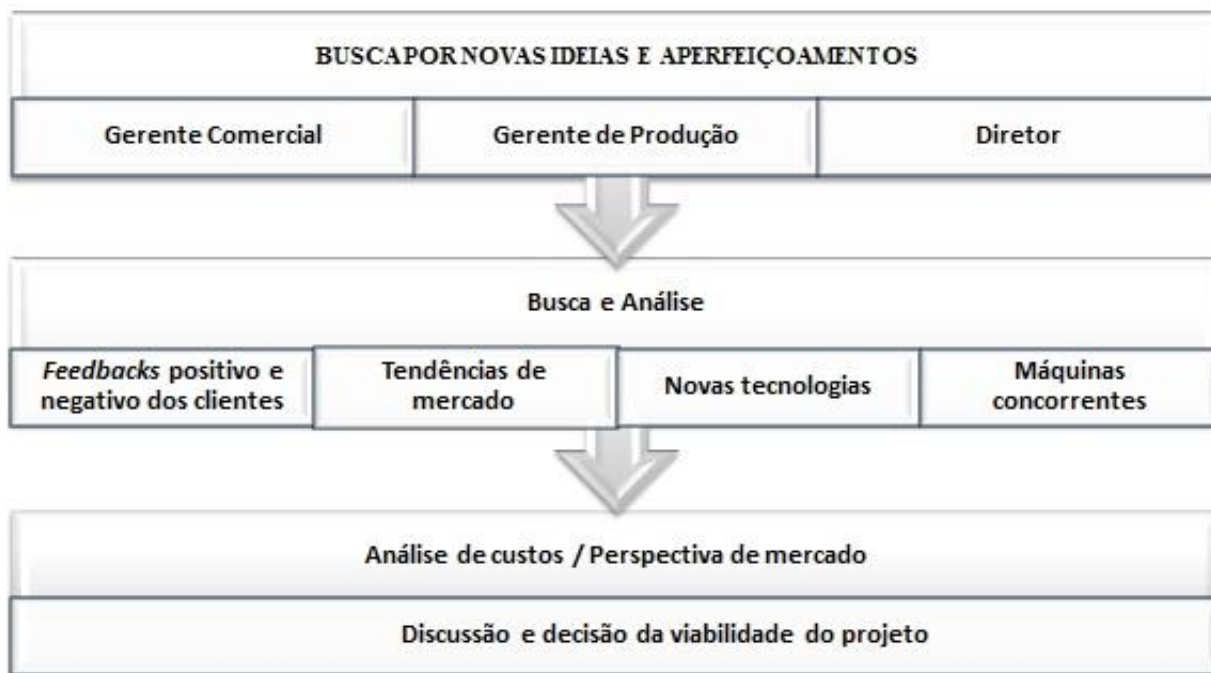 BUSCAPOR NOVAS IDEIAS E APERFEIÇOAMENTOS
Gerente Comercial
Gerente de Produção
Diretor
Busca e Análise
Feedbacks positivo e
negativo dos clientes
Tendências de
mercado
Novas tecnologias
Máquinas
concorrentes
Análise de custos / Perspectiva de mercado
Discussão e decisão da viabilidade do projeto